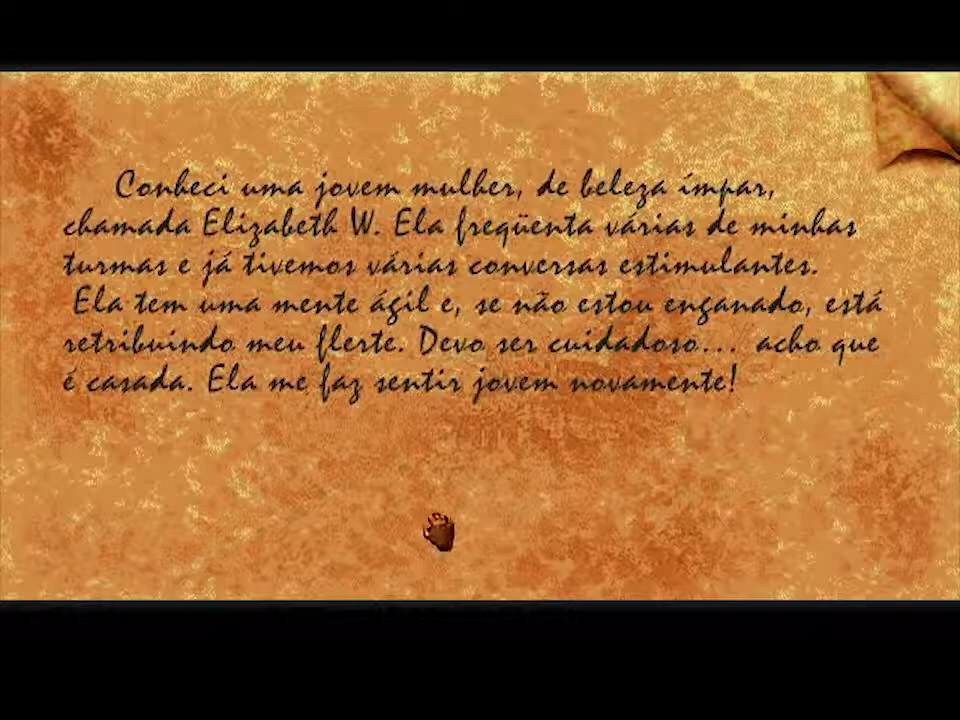 Conheci uma jovem mulher, de beleza ímpar,
chamada Elizabeth W. Ela freqüenta várias de minhas
turmas e já tivemos várias conversas estimulantes.
Ela tem uma mente ágil e, se não estou enganado, está
retribuindo meu flerte. Devo ser cuidadoso... acho que
é casada. Ela me faz sentir jovem novamente!